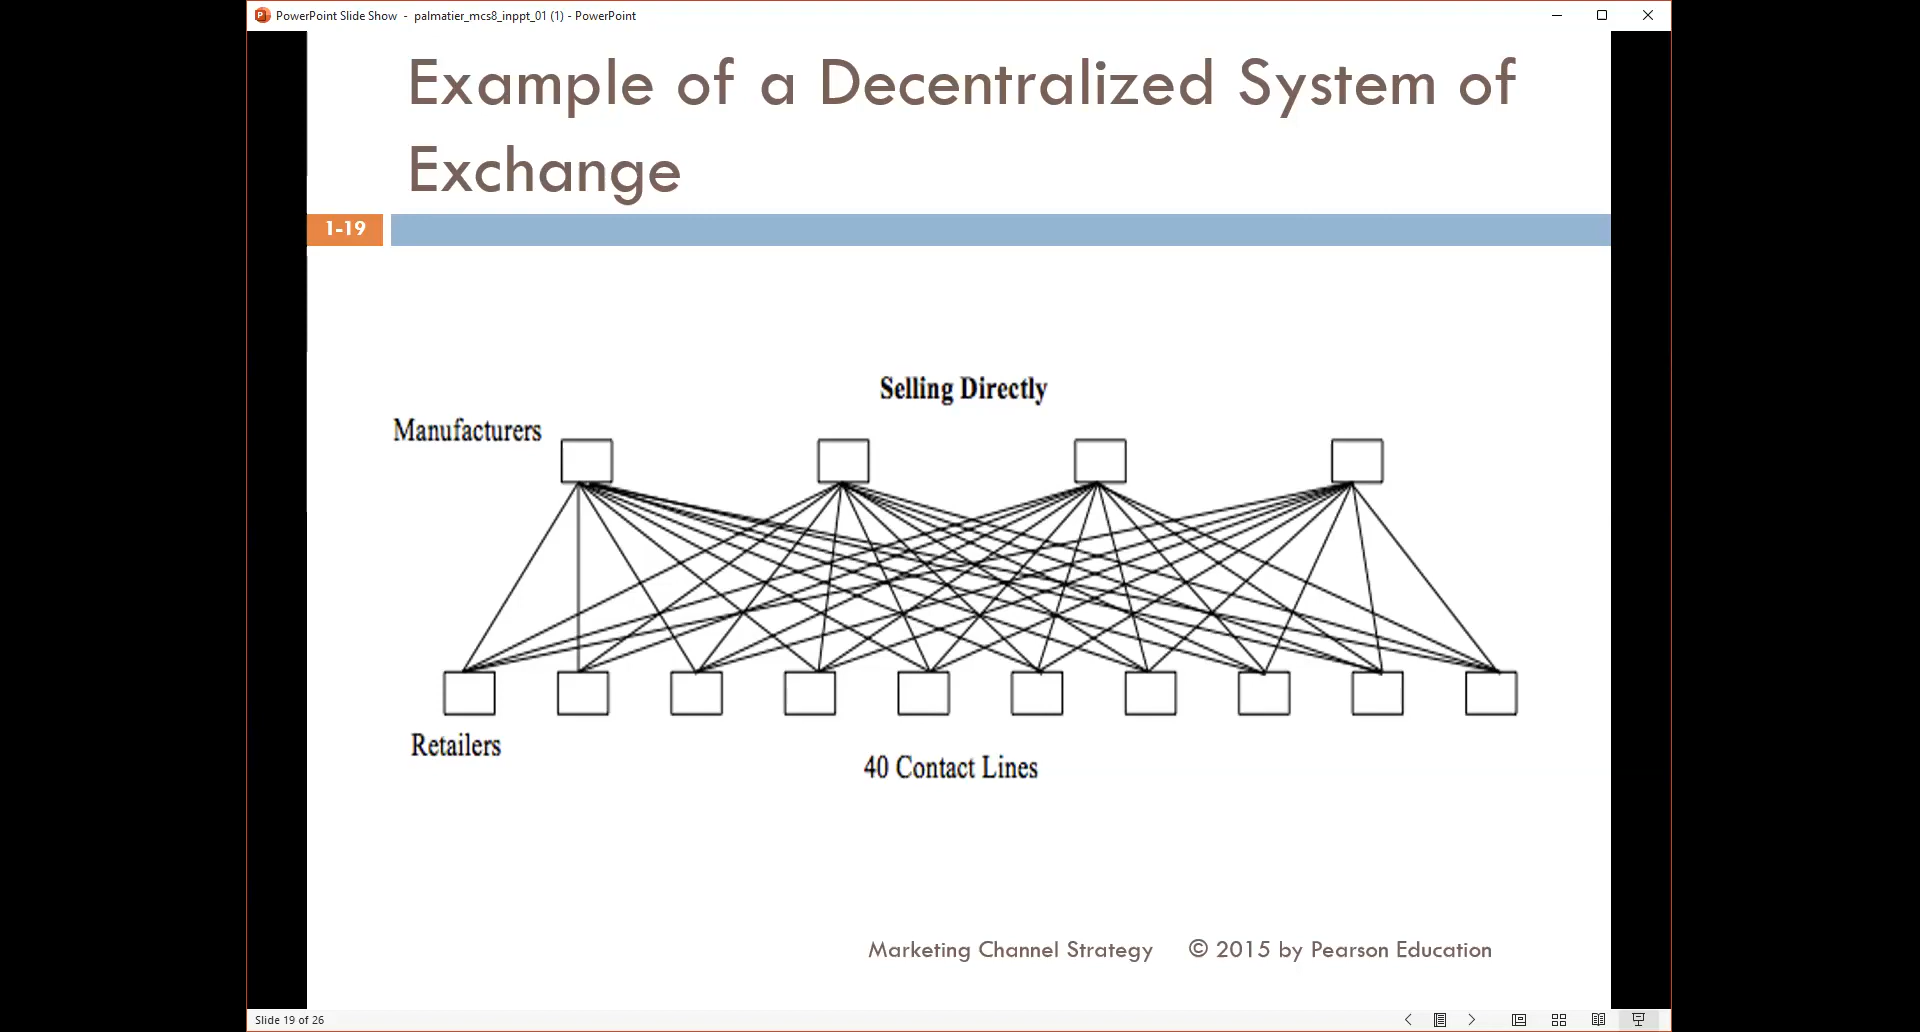 PowerPoint Slide Show - palmatier_mcs8_inppt_01 (1) - PowerPoint
Example of a Decentralized System of
Exchange
1-19
Selling Directly
Manufacturers
Retailers
40 Contact Lines
Marketing Channel Strategy © 2015 by Pearson Education
Slide 19 of 26